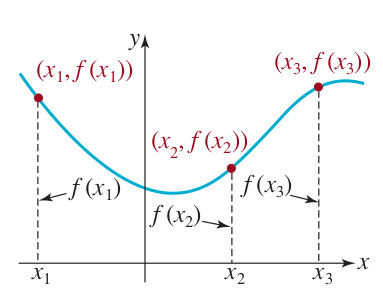 y
(x₁, f(x₁))
(x₃, f(x₃))
(x₂, f(x₂))
f(x₁)
f(x₃)
f(x₂)
x
x₁
x₂
x₃